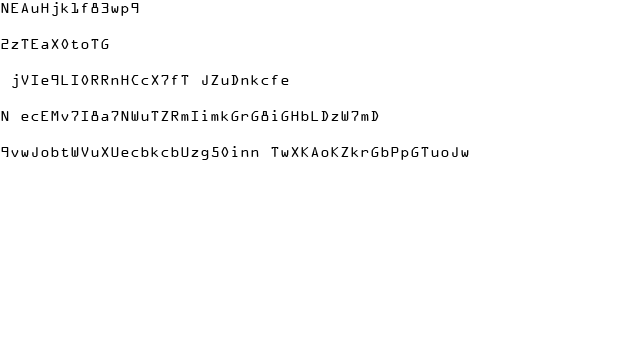 NEAuHjk1f83wp9
2zTEaX0toTG
jVIe9LI0RRnHCcX7fT JZuDnkcfe
N ecEMv7I8a7NWuTZRmIimkGrG8iGHbLDzW7mD
9vwJobtWVuXUecbkcbUzg50inn TwXKAoKZkrGbPpGTuoJw